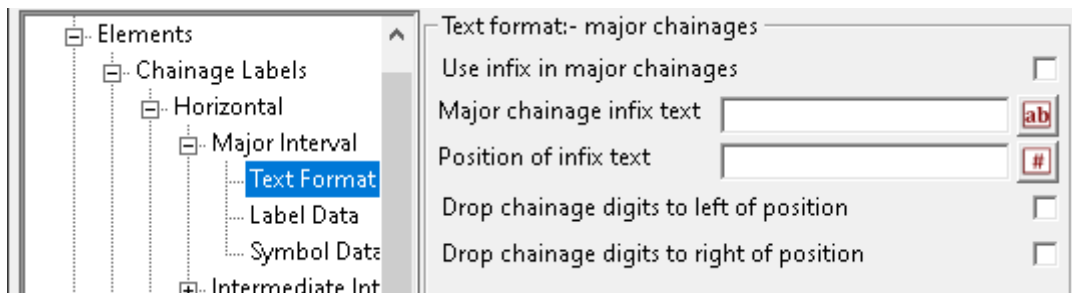 Elements
Chainage Labels
Horizontal
Major Interval
Text Format
Label Data
Symbol Data
Intermediate Int
Text format:- major chainages
Use infix in major chainages
Major chainage infix text
ab
Position of infix text
#
Drop chainage digits to left of position
Drop chainage digits to right of position